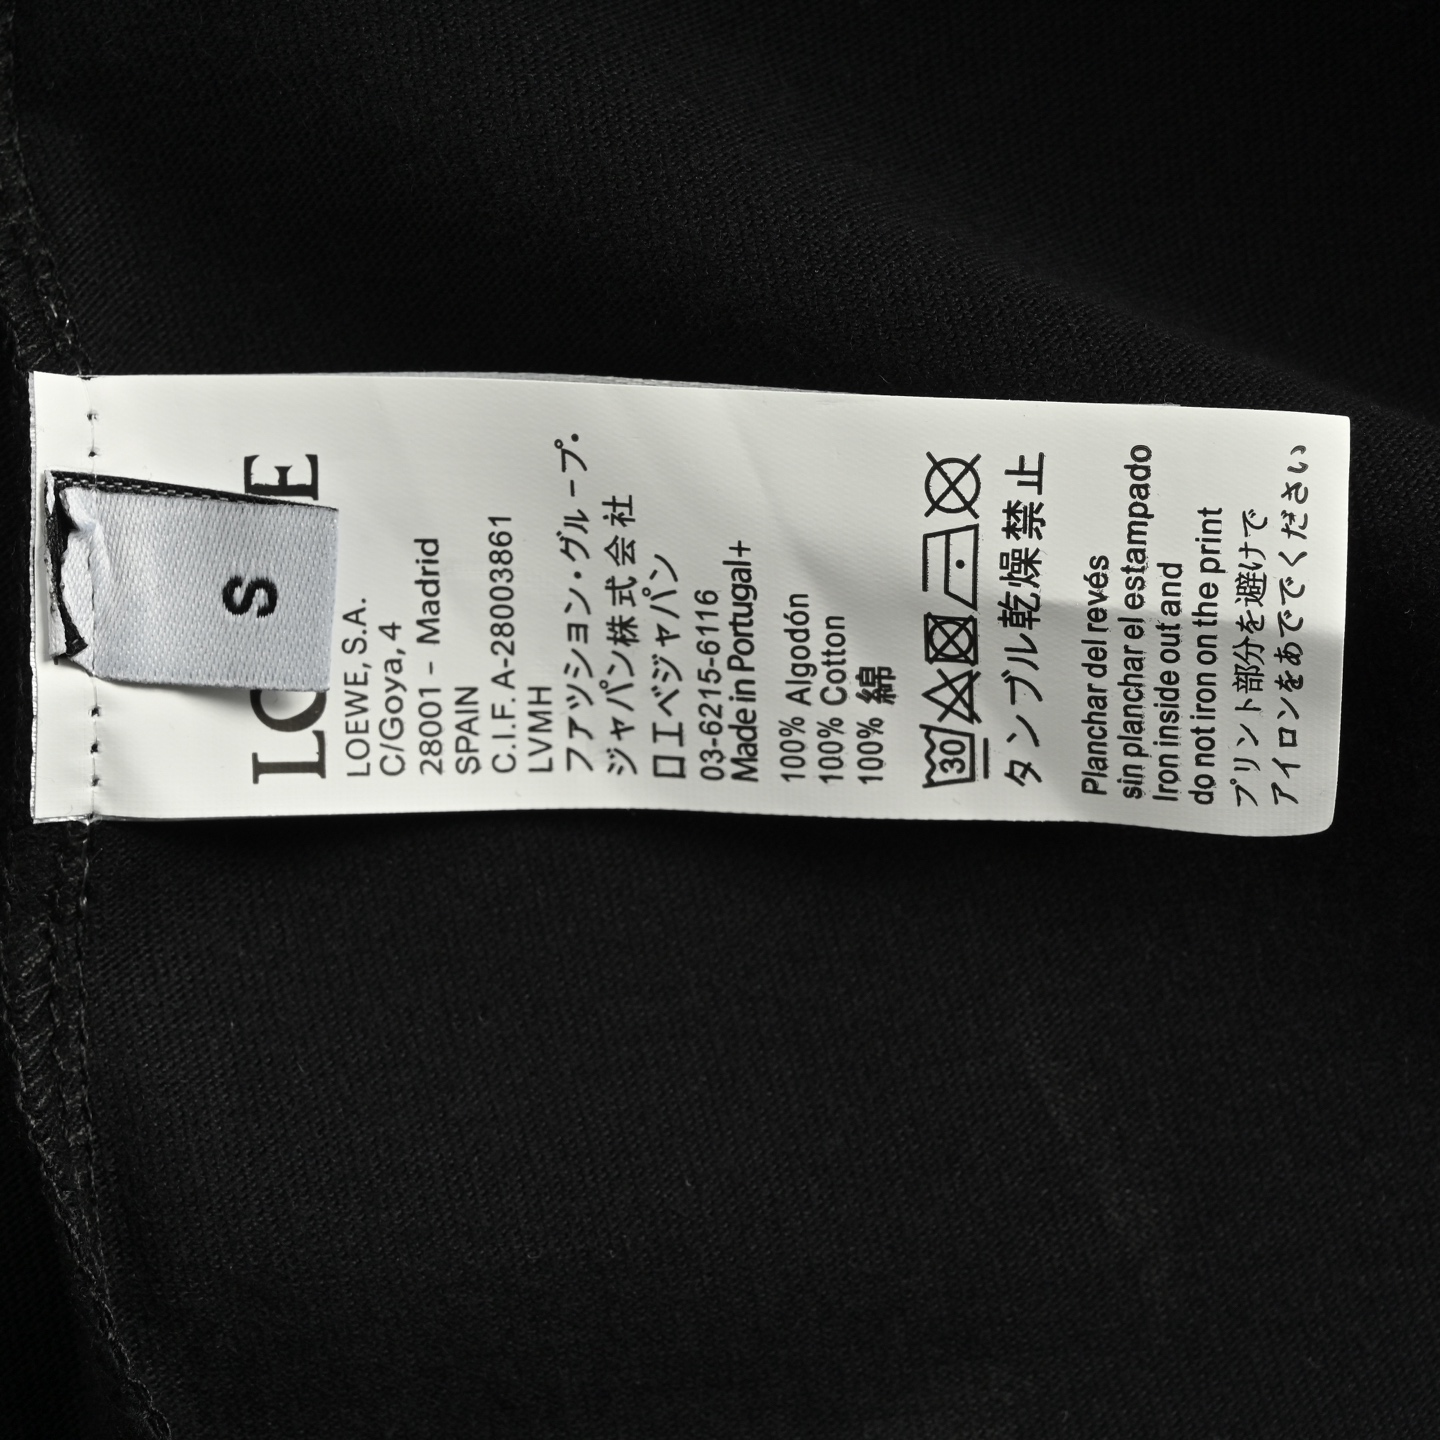 S
LOEWE, S.A.
C/Goya, 4
28001 - Madrid
SPAIN
C.I.F. A-28003861
LVMH
ファッション・グループ・
ジャパン株式会社
ロエベジャパン
03-6215-6116
Made in Portugal+
100% Algodón
100% Cotton
100% 綿
30
タンブル乾燥禁止
Planchar del revés
sin planchar el estampado
Iron inside out and
do not iron on the print
プリント部分を避けて
アイロンをあでてください